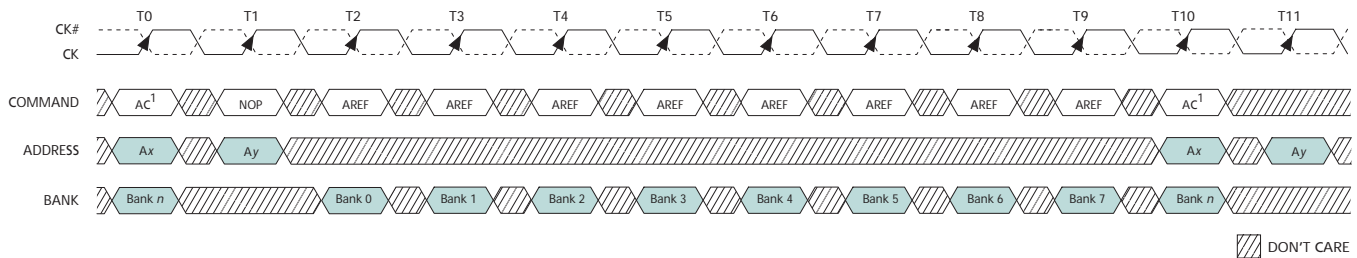 T0 T1 T2 T3 T4 T5 T6 T7 T8 T9 T10 T11
CK#
CK
COMMAND AC¹ NOP AREF AREF AREF AREF AREF AREF AREF AREF AC¹
ADDRESS Ax Ay Ax Ay
BANK Bank n Bank 0 Bank 1 Bank 2 Bank 3 Bank 4 Bank 5 Bank 6 Bank 7 Bank n
DON'T CARE